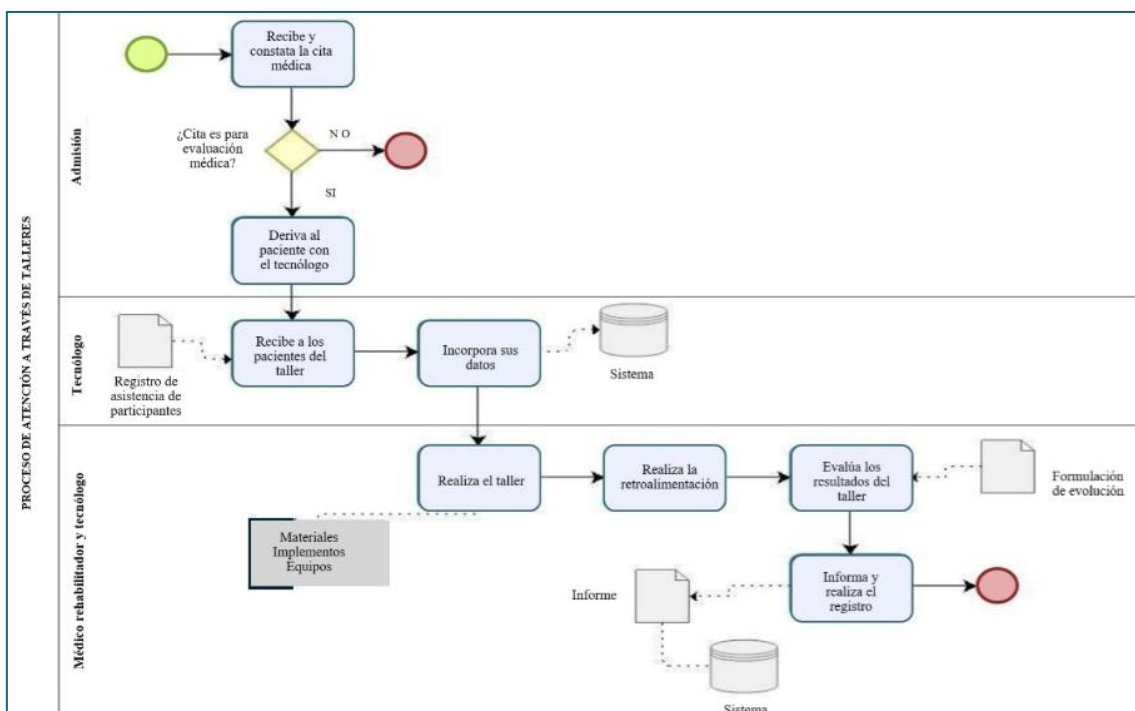 PROCESO DE ATENCIÓN A TRAVÉS DE TALLERES
Admisión
Recibe y
constata la cita
médica
¿Cita es para
evaluación
médica?
N O
SI
Deriva al
paciente con
el tecnólogo
Tecnólogo
Registro de
asistencia de
participantes
Recibe a los
pacientes del
taller
Incorpora sus
datos
Sistema
Médico rehabilitador y tecnólogo
Realiza el taller
Realiza la
retroalimentación
Evalúa los
resultados del
taller
Formulación
de evolución
Materiales
Implementos
Equipos
Informe
Informa y
realiza el
registro
Sistema